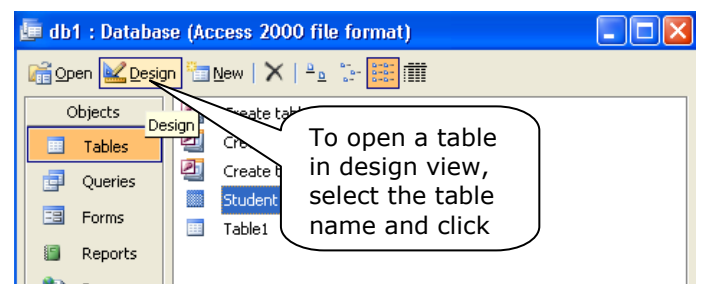 db1 : Database (Access 2000 file format)
Open Design New
Objects
Design
Tables
Queries
Forms
Reports
Create tab
Create
Student
Table1
To open a table
in design view,
select the table
name and click